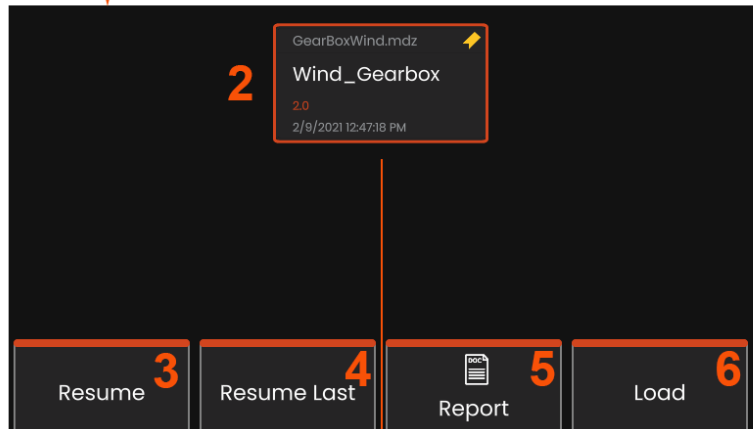 GearBoxWind.mdz
2
Wind_Gearbox
2.0
2/9/2021 12:47:18 PM
3
4
DOC
5
6
Resume
Resume Last
Report
Load